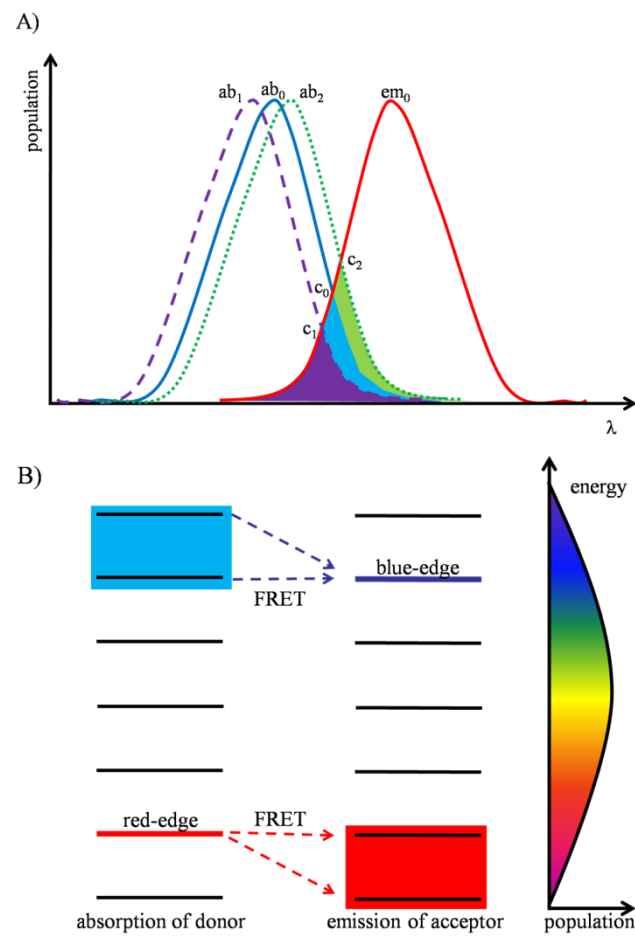 A)
population
ab₁
ab₀
ab₂
em₀
c₂
c₀
c₁
λ
B)
energy
blue-edge
FRET
red-edge
FRET
absorption of donor
emission of acceptor
population